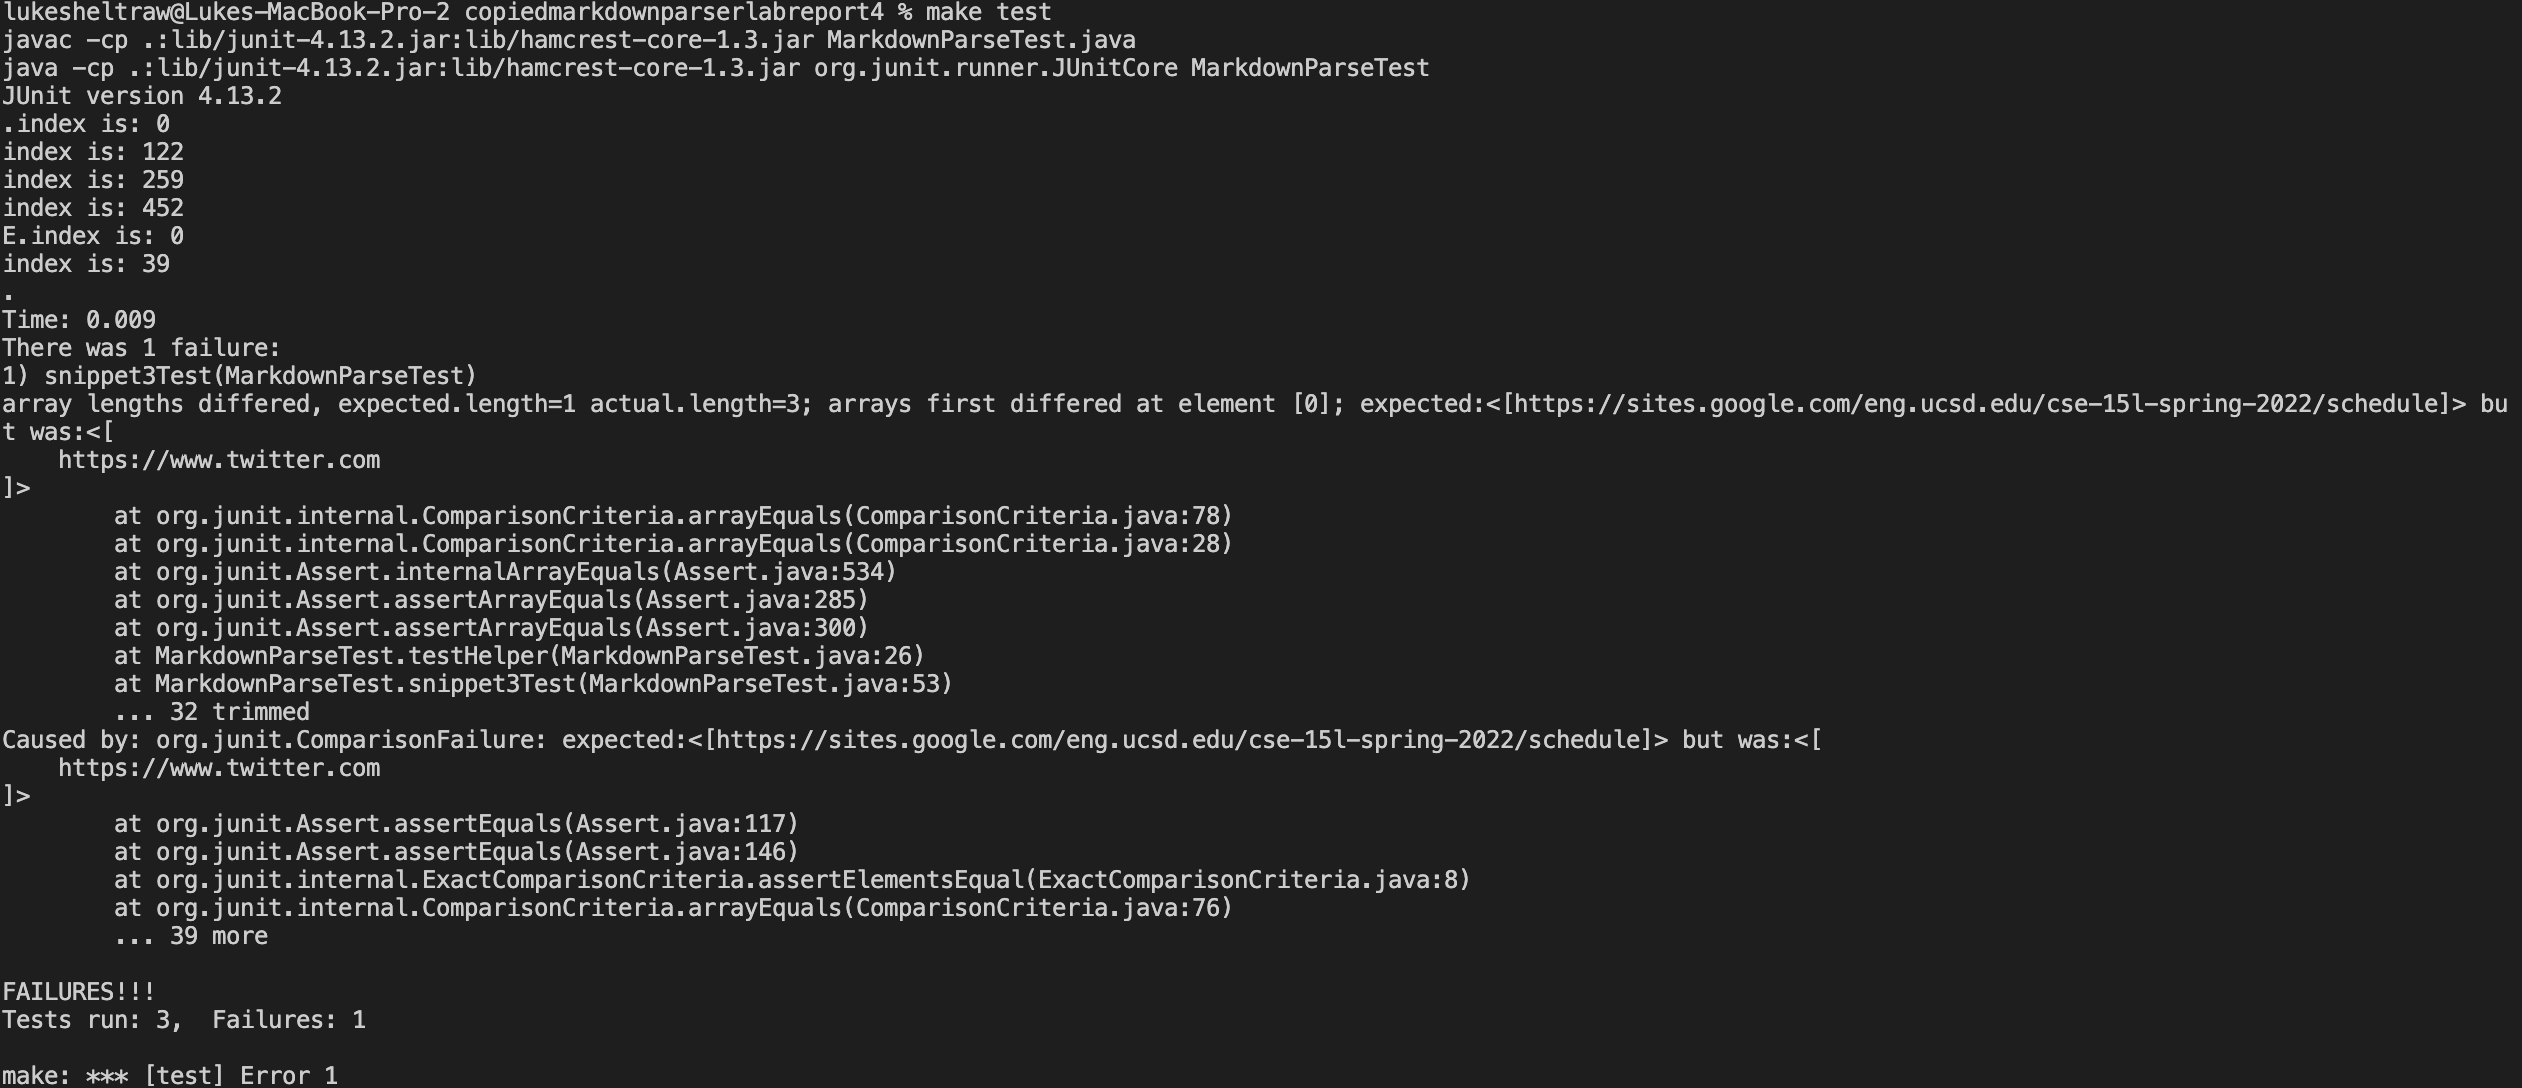 lukesheltraw@Lukes-MacBook-Pro-2 copiedmarkdownparserlabreport4 % make test
javac -cp .:lib/junit-4.13.2.jar:lib/hamcrest-core-1.3.jar MarkdownParseTest.java
java -cp .:lib/junit-4.13.2.jar:lib/hamcrest-core-1.3.jar org.junit.runner.JUnitCore MarkdownParseTest
JUnit version 4.13.2
.index is: 0
index is: 122
index is: 259
index is: 452
E.index is: 0
index is: 39
.
Time: 0.009
There was 1 failure:
1) snippet3Test(MarkdownParseTest)
array lengths differed, expected.length=1 actual.length=3; arrays first differed at element [0]; expected:<[https://sites.google.com/eng.ucsd.edu/cse-15l-spring-2022/schedule]> bu
t was:<[
    https://www.twitter.com
]>
        at org.junit.internal.ComparisonCriteria.arrayEquals(ComparisonCriteria.java:78)
        at org.junit.internal.ComparisonCriteria.arrayEquals(ComparisonCriteria.java:28)
        at org.junit.Assert.internalArrayEquals(Assert.java:534)
        at org.junit.Assert.assertArrayEquals(Assert.java:285)
        at org.junit.Assert.assertArrayEquals(Assert.java:300)
        at MarkdownParseTest.testHelper(MarkdownParseTest.java:26)
        at MarkdownParseTest.snippet3Test(MarkdownParseTest.java:53)
        ... 32 trimmed
Caused by: org.junit.ComparisonFailure: expected:<[https://sites.google.com/eng.ucsd.edu/cse-15l-spring-2022/schedule]> but was:<[
    https://www.twitter.com
]>
        at org.junit.Assert.assertEquals(Assert.java:117)
        at org.junit.Assert.assertEquals(Assert.java:146)
        at org.junit.internal.ExactComparisonCriteria.assertElementsEqual(ExactComparisonCriteria.java:8)
        at org.junit.internal.ComparisonCriteria.arrayEquals(ComparisonCriteria.java:76)
        ... 39 more

FAILURES!!!
Tests run: 3,  Failures: 1

make: *** [test] Error 1